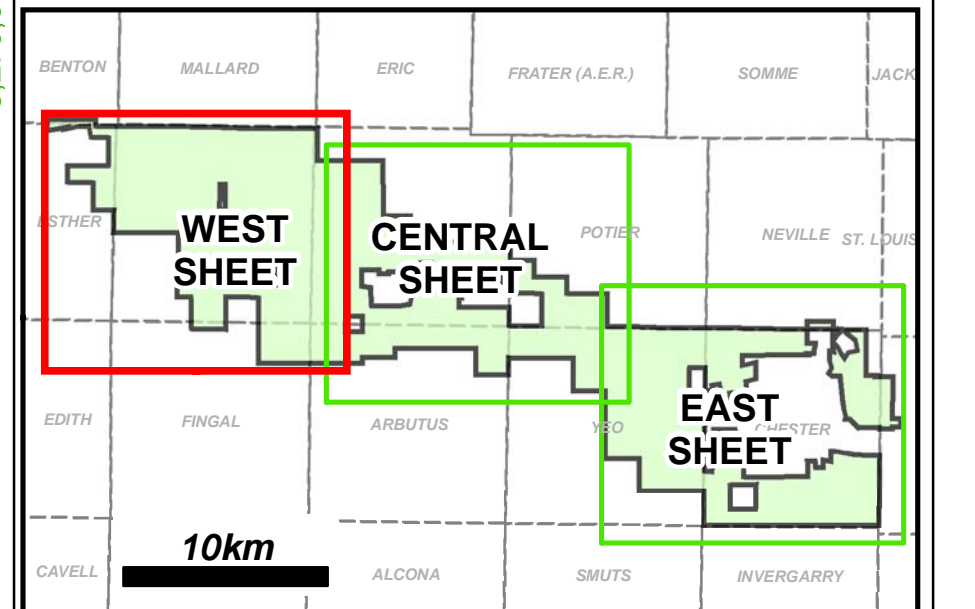 BENTON
MALLARD
ERIC
FRATER (A.E.R.)
SOMME
JACK
ESTHER
WEST
SHEET
CENTRAL
SHEET
POTIER
NEVILLE
ST. LOUIS
EAST
SHEET
EDITH
FINGAL
ARBUTUS
YEO
CHESTER
10km
CAVELL
ALCONA
SMUTS
INVERGARRY